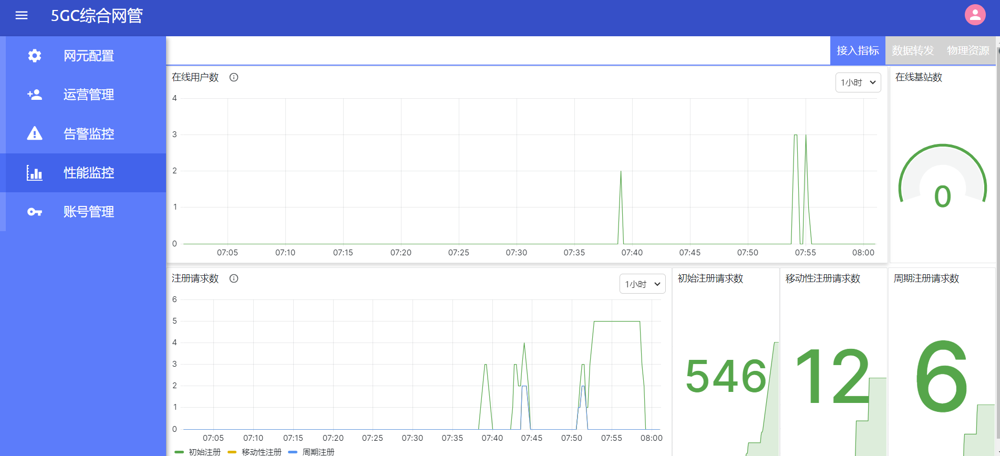 5GC综合网管
网元配置
运营管理
告警监控
性能监控
账号管理
接入指标 数据转发 物理资源
在线用户数
1小时
4
3
2
1
0
07:05 07:10 07:15 07:20 07:25 07:30 07:35 07:40 07:45 07:50 07:55 08:00
在线基站数
0
注册请求数
1小时
6
5
4
3
2
1
0
07:05 07:10 07:15 07:20 07:25 07:30 07:35 07:40 07:45 07:50 07:55 08:00
初始注册 移动性注册 周期注册
初始注册请求数
546
移动性注册请求数
12
周期注册请求数
6